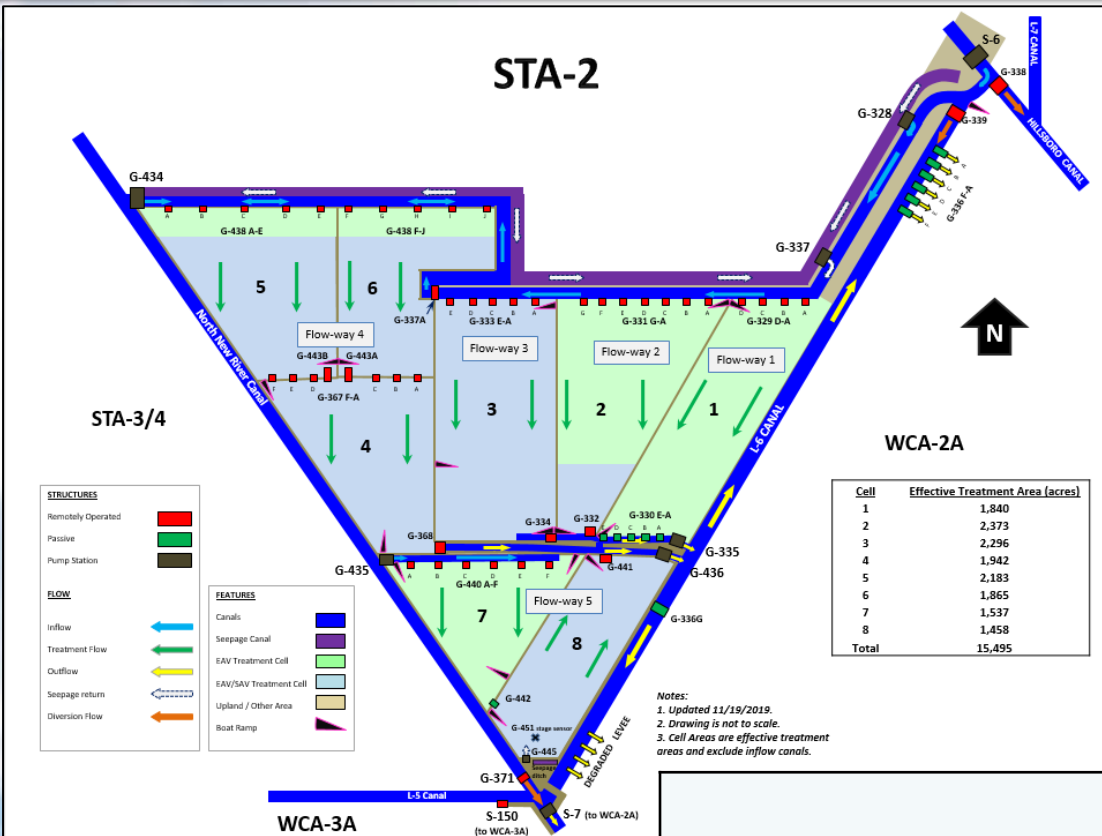 STA-2
L-7 CANAL
S-6
G-338
G-339
HILLSBORO CANAL
G-328
A
B
C
D
E
F
G-336 F-A
G-434
A B C D E F G H I J
G-438 A-E
G-438 F-J
G-337
5
6
G-337A
E D C B A
G F E D C B A
D C B A
G-333 E-A
G-331 G-A
G-329 D-A
Flow-way 4
Flow-way 3
Flow-way 2
Flow-way 1
G-443B
G-443A
F E D C B A
G-367 F-A
North New River Canal
N
STA-3/4
3
2
1
4
L-6 CANAL
WCA-2A
Cell Effective Treatment Area (acres)
1 1,840
2 2,373
3 2,296
4 1,942
5 2,183
6 1,865
7 1,537
8 1,458
Total 15,495
STRUCTURES
Remotely Operated
Passive
Pump Station
FLOW
Inflow
Treatment Flow
Outflow
Seepage return
Diversion Flow
FEATURES
Canals
Seepage Canal
EAV Treatment Cell
EAV/SAV Treatment Cell
Upland / Other Area
Boat Ramp
G-334
G-332
G-330 E-A
E D C B A
G-368
G-335
G-435
G-441
G-436
A B C D E F
G-440 A-F
Flow-way 5
7
8
G-336G
G-442
G-451 stage sensor
G-445
Seepage
ditch
DEGRADED LEVEE
Notes:
1. Updated 11/19/2019.
2. Drawing is not to scale.
3. Cell Areas are effective treatment
areas and exclude inflow canals.
G-371
L-5 Canal
WCA-3A
S-150
(to WCA-3A)
S-7 (to WCA-2A)